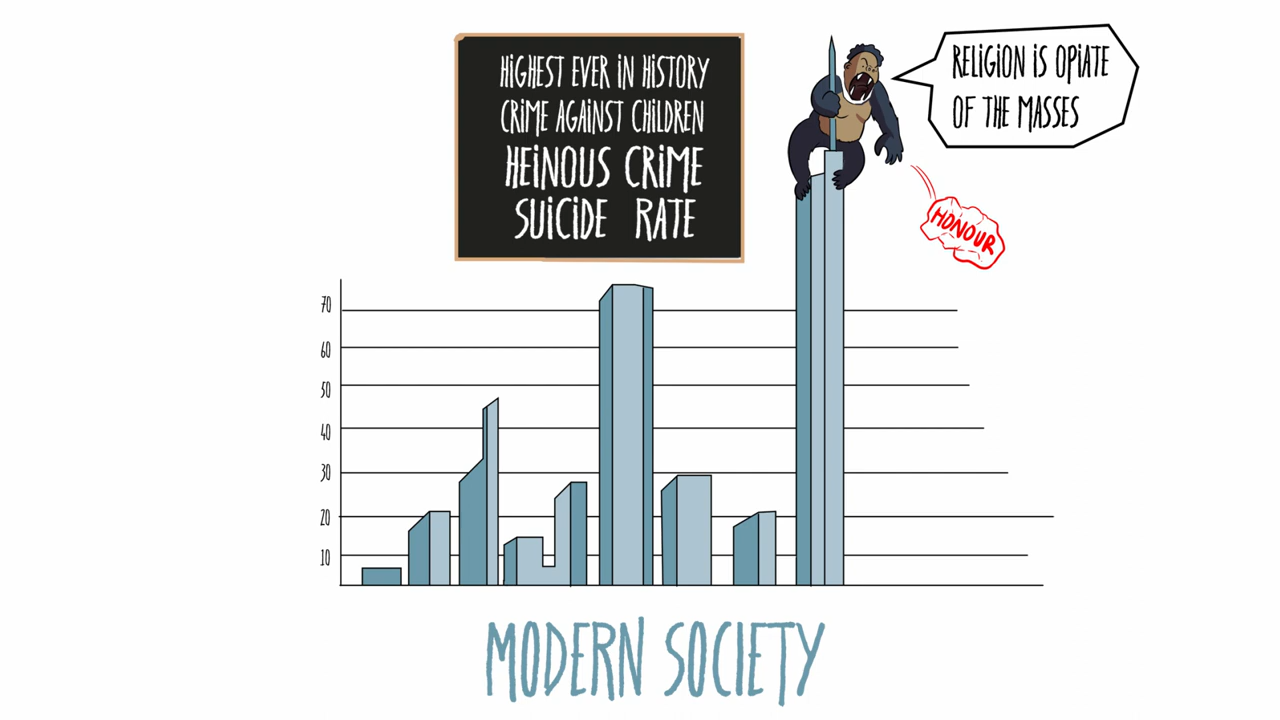 HIGHEST EVER IN HISTORY
CRIME AGAINST CHILDREN
HEINOUS CRIME
SUICIDE RATE
RELIGION IS OPIATE
OF THE MASSES
HONOUR
70
60
50
40
30
20
10
MODERN SOCIETY